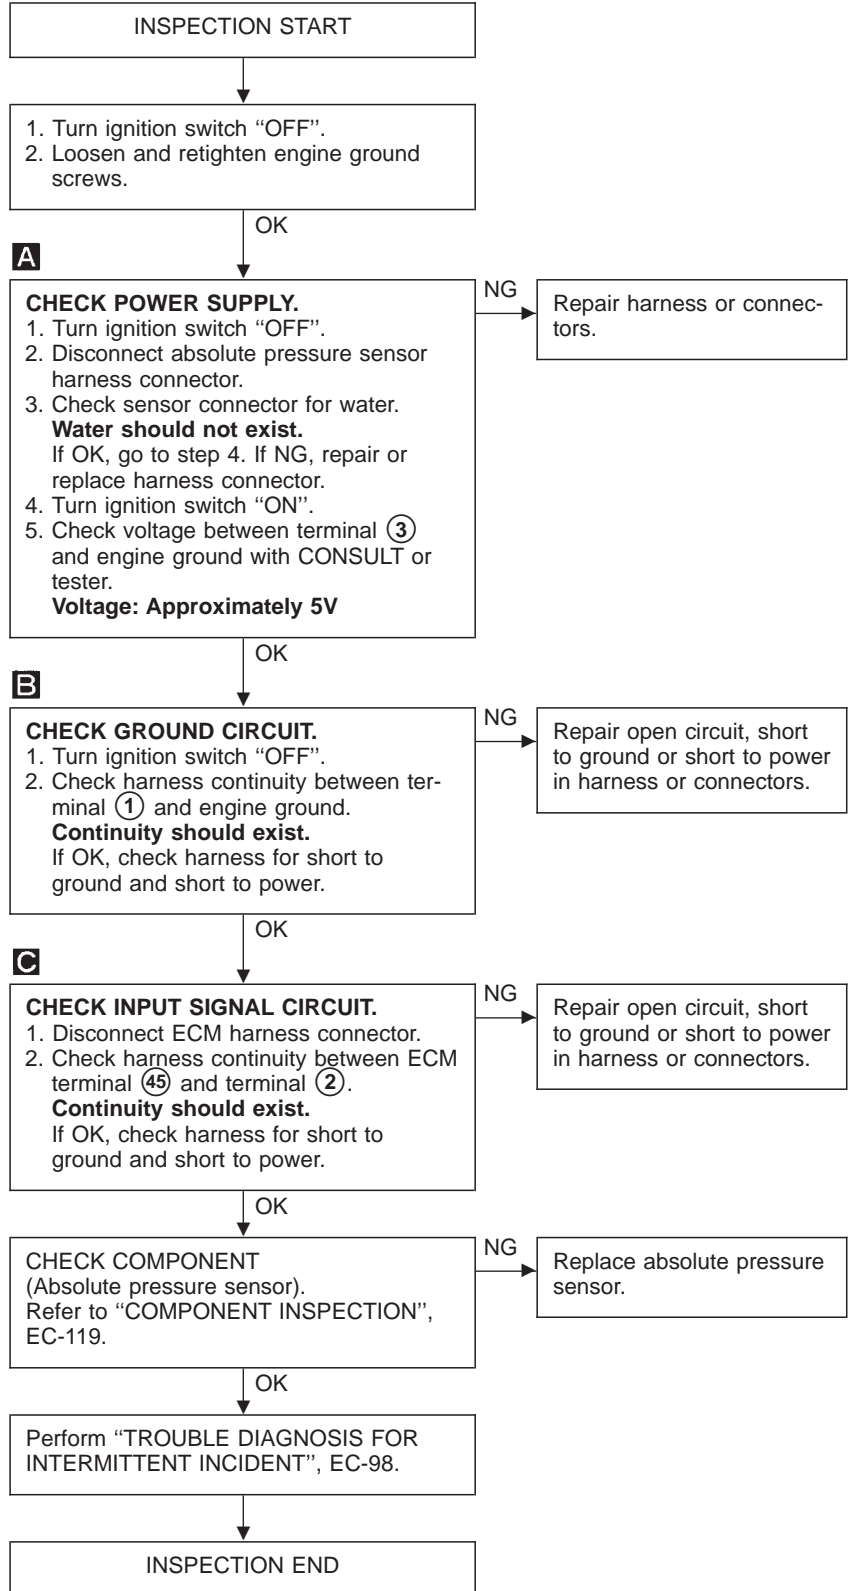 INSPECTION START
1. Turn ignition switch ‘‘OFF’’.
2. Loosen and retighten engine ground
screws.
OK
A
CHECK POWER SUPPLY.
1. Turn ignition switch ‘‘OFF’’.
2. Disconnect absolute pressure sensor
harness connector.
3. Check sensor connector for water.
Water should not exist.
If OK, go to step 4. If NG, repair or
replace harness connector.
4. Turn ignition switch ‘‘ON’’.
5. Check voltage between terminal ③
and engine ground with CONSULT or
tester.
Voltage: Approximately 5V
NG
Repair harness or connec-
tors.
OK
B
CHECK GROUND CIRCUIT.
1. Turn ignition switch ‘‘OFF’’.
2. Check harness continuity between ter-
minal ① and engine ground.
Continuity should exist.
If OK, check harness for short to
ground and short to power.
NG
Repair open circuit, short
to ground or short to power
in harness or connectors.
OK
C
CHECK INPUT SIGNAL CIRCUIT.
1. Disconnect ECM harness connector.
2. Check harness continuity between ECM
terminal ㊺ and terminal ②.
Continuity should exist.
If OK, check harness for short to
ground and short to power.
NG
Repair open circuit, short
to ground or short to power
in harness or connectors.
OK
CHECK COMPONENT
(Absolute pressure sensor).
Refer to ‘‘COMPONENT INSPECTION’’,
EC-119.
NG
Replace absolute pressure
sensor.
OK
Perform ‘‘TROUBLE DIAGNOSIS FOR
INTERMITTENT INCIDENT’’, EC-98.
INSPECTION END